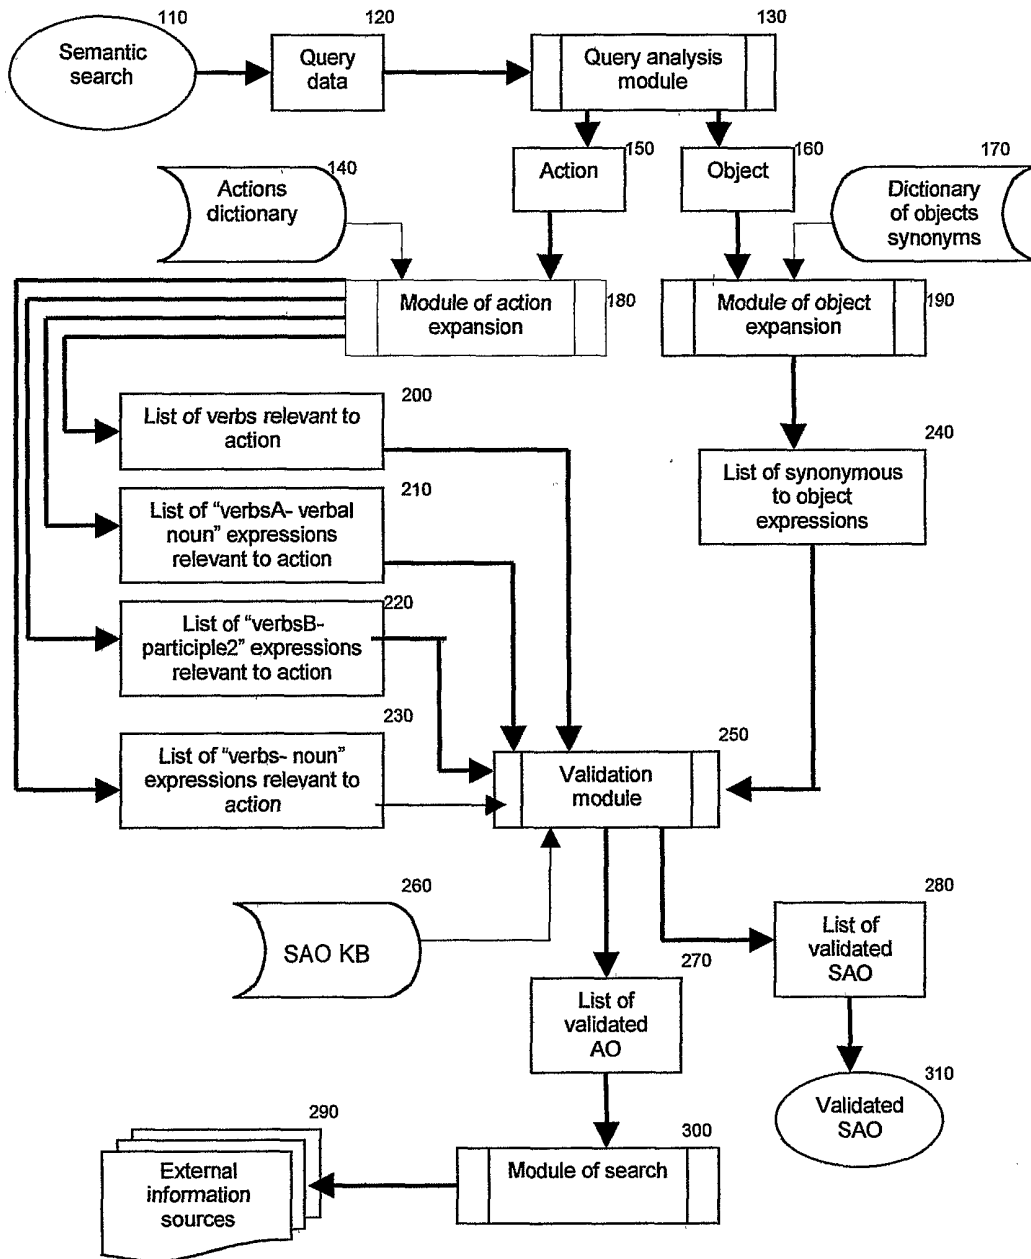 110
120
130
Semantic
search
Query
data
Query analysis
module
140
150
160
170
Actions
dictionary
Action
Object
Dictionary
of objects
synonyms
Module of action
expansion
180
Module of object
expansion
190
200
List of verbs relevant to
action
240
List of synonymous
to object
expressions
210
List of “verbsA- verbal
noun” expressions
relevant to action
220
List of “verbsB-
participle2” expressions
relevant to action
230
List of “verbs- noun”
expressions relevant to
action
250
Validation
module
260
SAO KB
280
List of
validated
SAO
270
List of
validated
AO
310
Validated
SAO
290
External
information
sources
300
Module of search